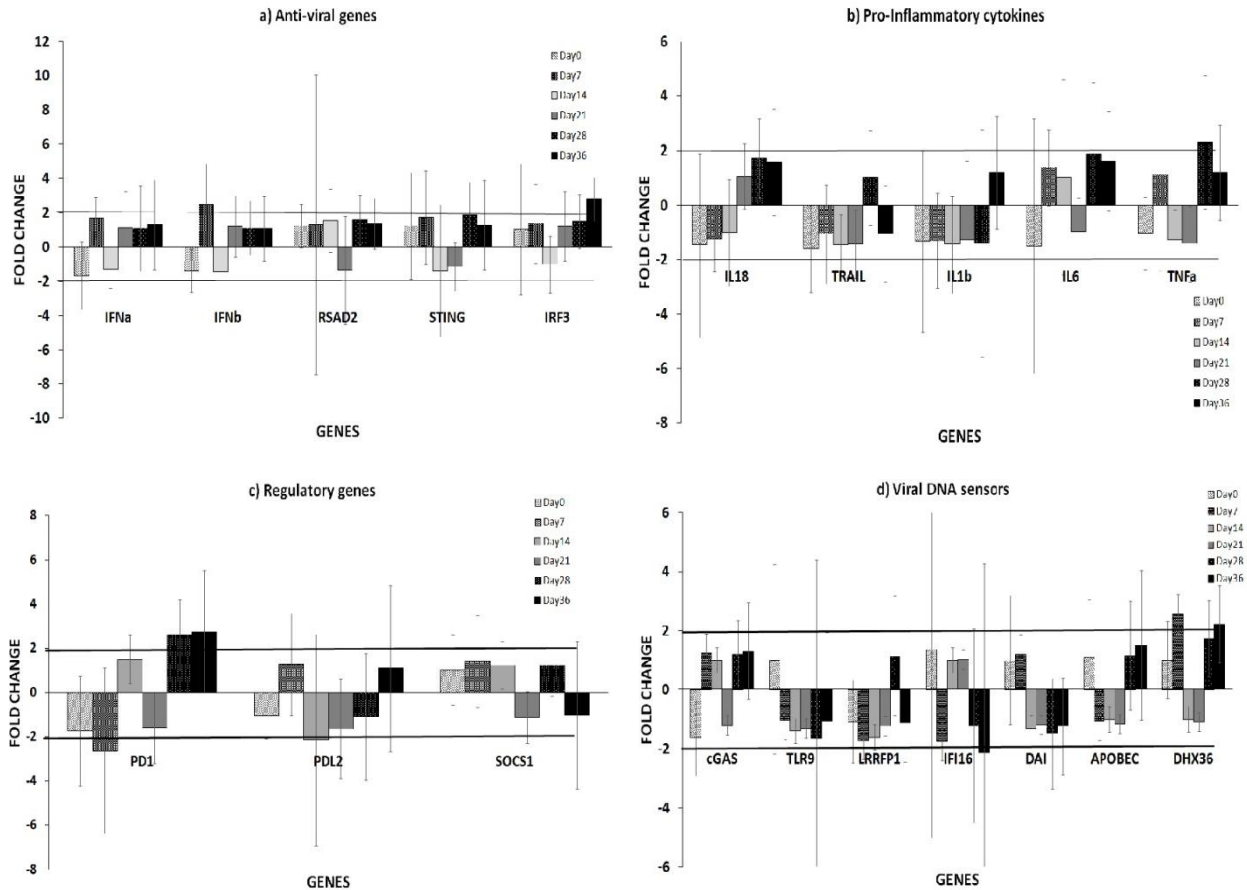 a) Anti-viral genes
12
10
8
6
4
2
0
-2
-4
-6
-8
-10
FOLD CHANGE
Day0
Day7
Day14
Day21
Day28
Day36
IFNa IFNb RSAD2 STING IRF3
GENES
b) Pro-Inflammatory cytokines
6
4
2
0
-2
-4
-6
-8
FOLD CHANGE
IL18 TRAIL IL1b IL6 TNFa
Day0
Day7
Day14
Day21
Day28
Day36
GENES
c) Regulatory genes
8
6
4
2
0
-2
-4
-6
-8
FOLD CHANGE
Day0
Day7
Day14
Day21
Day28
Day36
PD1 PDL2 SOCS1
GENES
d) Viral DNA sensors
6
4
2
0
-2
-4
-6
FOLD CHANGE
Day0
Day7
Day14
Day21
Day28
Day36
cGAS TLR9 LRRFP1 IFI16 DAI APOBEC DHX36
GENES